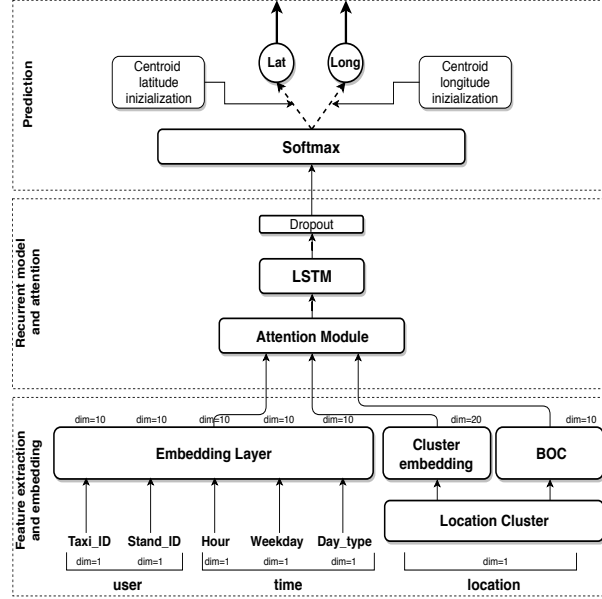 Prediction
Lat
Long
Centroid
latitude
inizialization
Centroid
longitude
inizialization
Softmax
Recurrent model
and attention
Dropout
LSTM
Attention Module
Feature extraction
and embedding
dim=10 dim=10 dim=10 dim=10 dim=10 dim=20 dim=10
Embedding Layer
Cluster
embedding
BOC
Location Cluster
Taxi_ID Stand_ID Hour Weekday Day_type
dim=1 dim=1 dim=1 dim=1 dim=1 dim=1
user time location